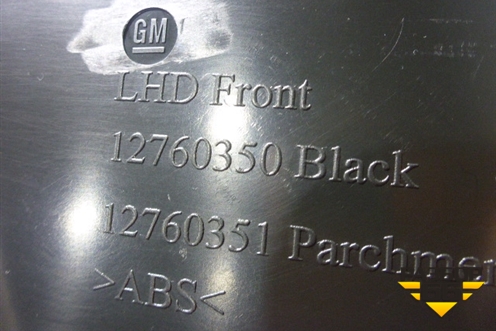 GM
LHD Front
12760350 Black
12760351 Parchmen
>ABS<